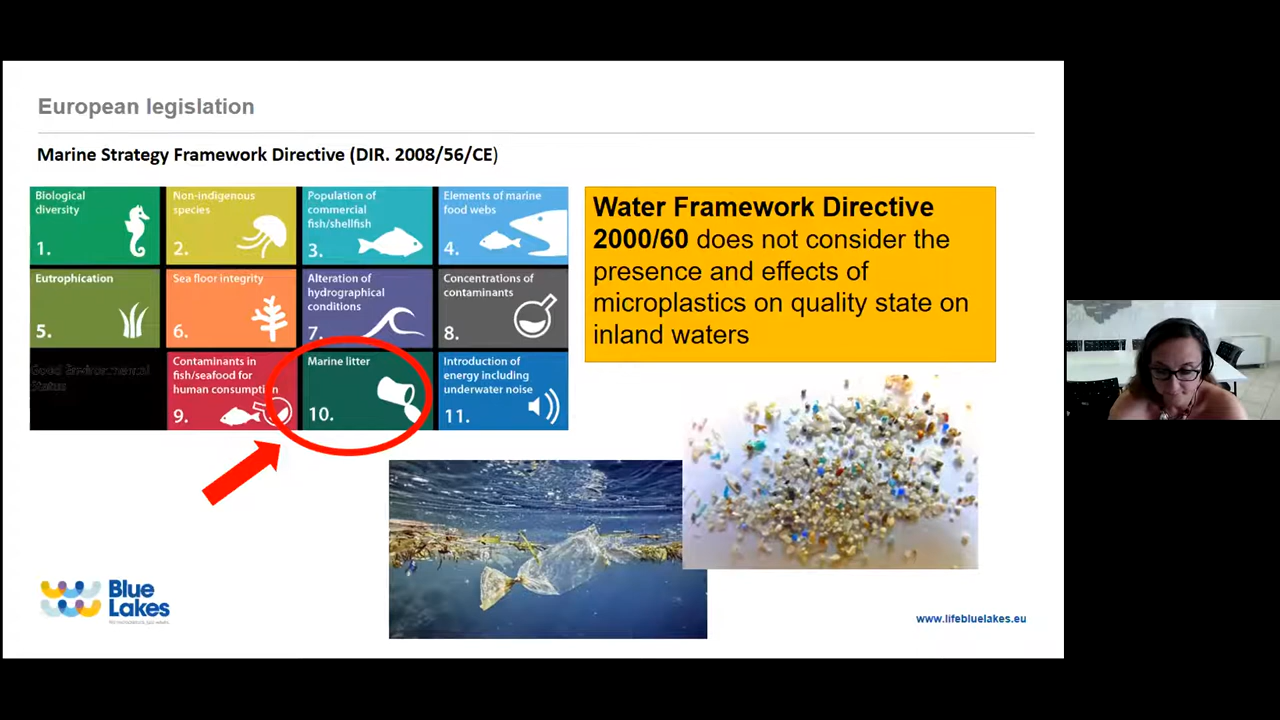 European legislation
Marine Strategy Framework Directive (DIR. 2008/56/CE)
Biological
diversity
1.
Non-indigenous
species
2.
Population of
commercial
fish/shellfish
3.
Elements of marine
food webs
4.
Eutrophication
5.
Sea floor integrity
6.
Alteration of
hydrographical
conditions
7.
Concentrations of
contaminants
8.
Good Environmental
Status
Contaminants in
fish/seafood for
human consumption
9.
Marine litter
10.
Introduction of
energy including
underwater noise
11.
Water Framework Directive
2000/60 does not consider the
presence and effects of
microplastics on quality state on
inland waters
Blue
Lakes
www.lifebluelakes.eu